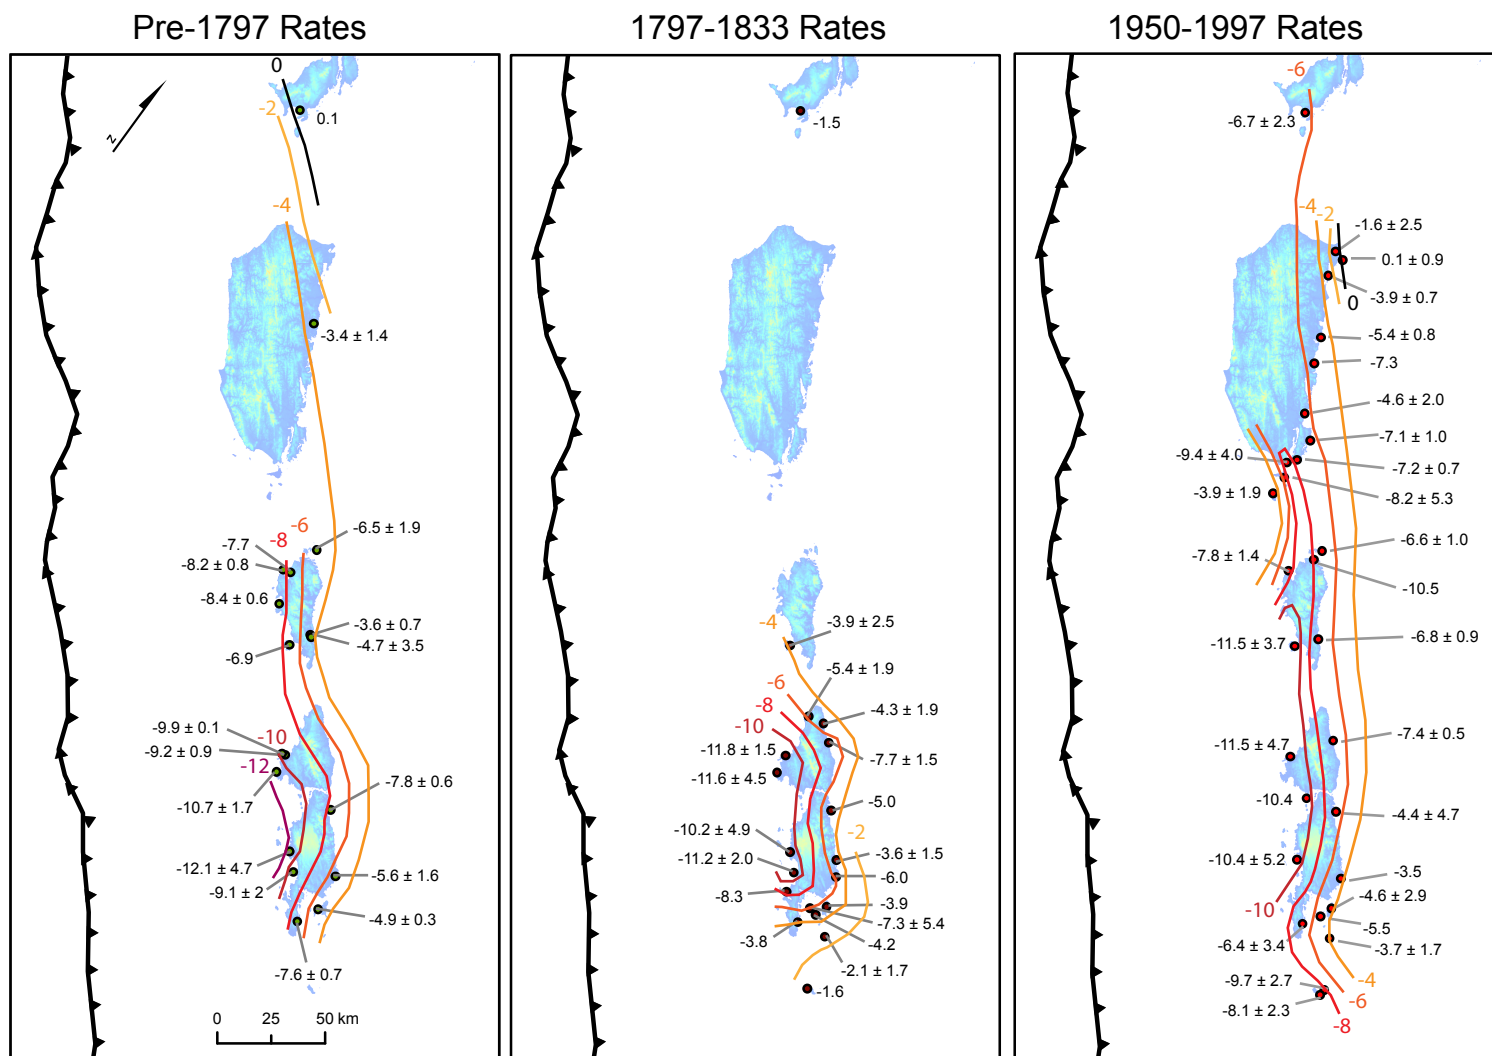 Pre-1797 Rates
0
-2
0.1
z
-4
-3.4 ± 1.4
-6
-6.5 ± 1.9
-8
-7.7
-8.2 ± 0.8
-8.4 ± 0.6
-3.6 ± 0.7
-4.7 ± 3.5
-6.9
-9.9 ± 0.1
-10
-9.2 ± 0.9
-12
-7.8 ± 0.6
-10.7 ± 1.7
-12.1 ± 4.7
-9.1 ± 2
-5.6 ± 1.6
-4.9 ± 0.3
-7.6 ± 0.7
0 25 50 km
1797-1833 Rates
-1.5
-4
-3.9 ± 2.5
-5.4 ± 1.9
-6
-8
-4.3 ± 1.9
-10
-11.8 ± 1.5
-7.7 ± 1.5
-11.6 ± 4.5
-5.0
-2
-10.2 ± 4.9
-3.6 ± 1.5
-11.2 ± 2.0
-6.0
-8.3
-3.9
-7.3 ± 5.4
-3.8
-4.2
-2.1 ± 1.7
-1.6
1950-1997 Rates
-6
-6.7 ± 2.3
-4
-2
-1.6 ± 2.5
0.1 ± 0.9
-3.9 ± 0.7
0
-5.4 ± 0.8
-7.3
-4.6 ± 2.0
-7.1 ± 1.0
-9.4 ± 4.0
-7.2 ± 0.7
-3.9 ± 1.9
-8.2 ± 5.3
-6.6 ± 1.0
-7.8 ± 1.4
-10.5
-6.8 ± 0.9
-11.5 ± 3.7
-7.4 ± 0.5
-11.5 ± 4.7
-10.4
-4.4 ± 4.7
-10.4 ± 5.2
-3.5
-4.6 ± 2.9
-10
-5.5
-6.4 ± 3.4
-3.7 ± 1.7
-9.7 ± 2.7
-4
-6
-8.1 ± 2.3
-8